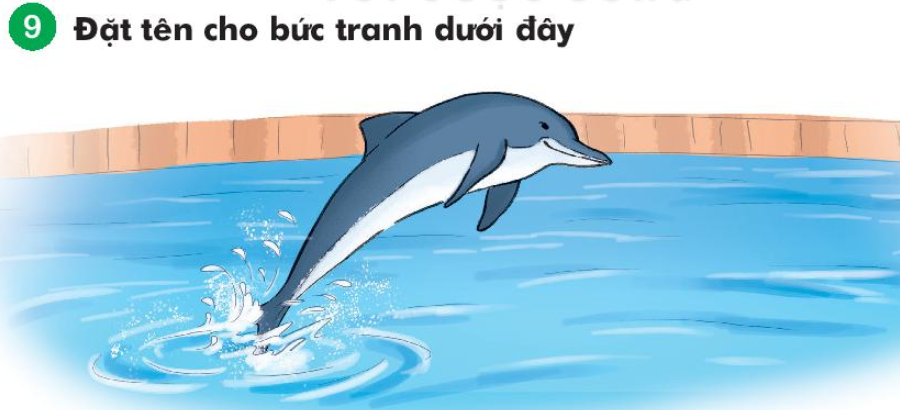 9 Đặt tên cho bức tranh dưới đây